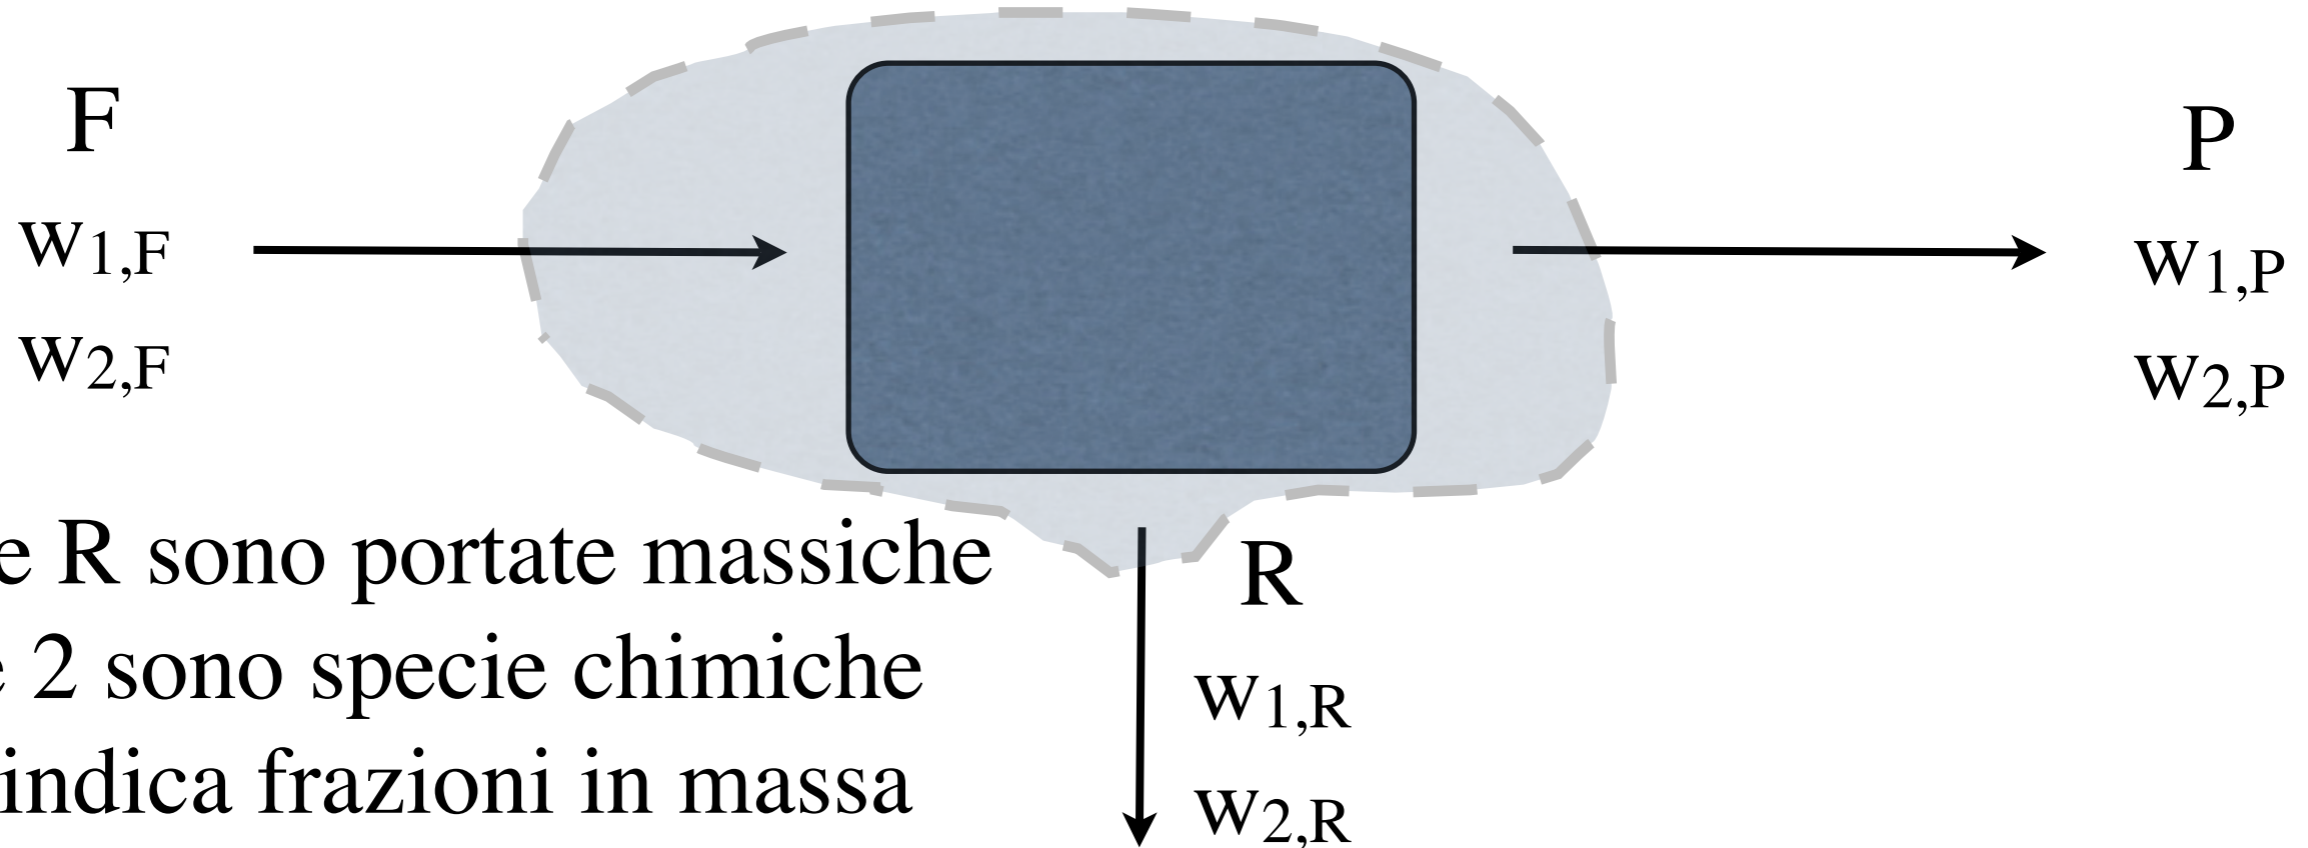 F
w1,F
w2,F
P
w1,P
w2,P
e R sono portate massiche
e 2 sono specie chimiche
indica frazioni in massa
R
w1,R
w2,R